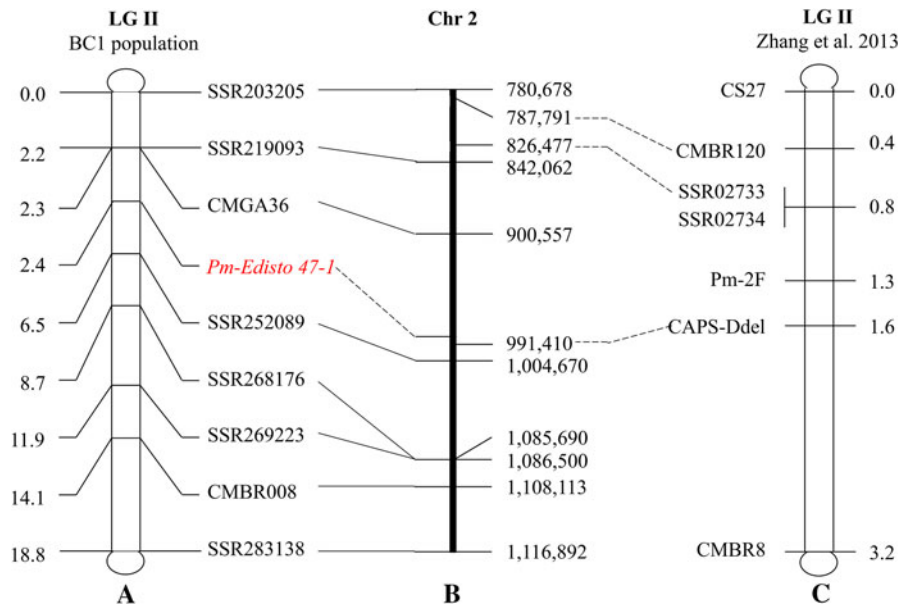 LG II
BC1 population
0.0
2.2
2.3
2.4
6.5
8.7
11.9
14.1
18.8
SSR203205
SSR219093
CMGA36
Pm-Edisto 47-1
SSR252089
SSR268176
SSR269223
CMBR008
SSR283138
A
Chr 2
780,678
787,791
826,477
842,062
900,557
991,410
1,004,670
1,085,690
1,086,500
1,108,113
1,116,892
B
LG II
Zhang et al. 2013
CS27
CMBR120
SSR02733
SSR02734
Pm-2F
CAPS-Ddel
CMBR8
0.0
0.4
0.8
1.3
1.6
3.2
C